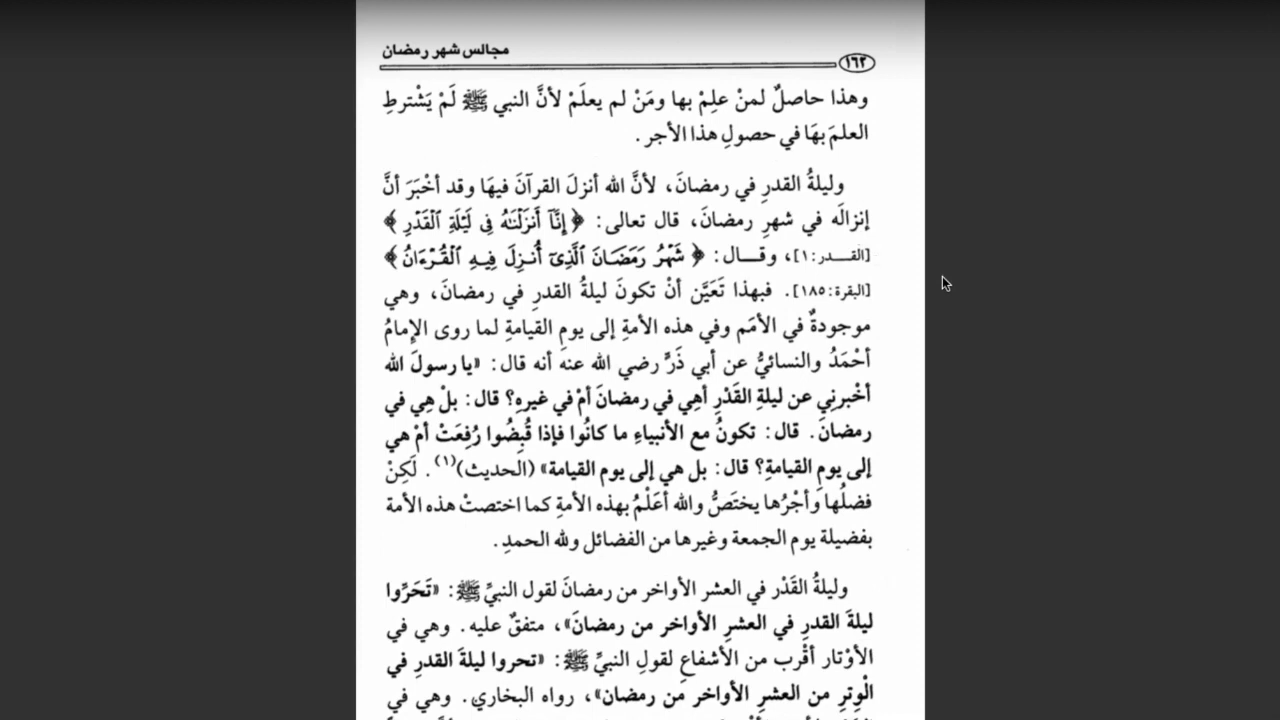 مجالس شهر رمضان
١٦٢
وهذا حاصلٌ لمنْ علِمْ بها ومَنْ لم يعلَمْ لأنَّ النبي ﷺ لَمْ يَشْترطِ
العلمَ بهَا في حصولِ هذا الأجر .
وليلةُ القدرِ في رمضانَ، لأنَّ الله أنزلَ القرآنَ فيهَا وقد أخْبَرَ أنَّ
إنزالَه في شهرِ رمضانَ، قال تعالى: ﴿ إِنَّآ أَنزَلْنَٰهُ فِى لَيْلَةِ ٱلْقَدْرِ ﴾
[القـــدر:١]، وقـــال: ﴿ شَهْرُ رَمَضَانَ ٱلَّذِىٓ أُنزِلَ فِيهِ ٱلْقُرْءَانُ ﴾
[البقرة:١٨٥]. فبهذا تَعَيَّن أنْ تكونَ ليلةُ القدرِ في رمضانَ، وهي
موجودةٌ في الأمَم وفي هذه الأمةِ إلى يومِ القيامةِ لما روى الإمامُ
أحْمَدُ والنسائيُّ عن أبي ذَرٍّ رضي الله عنه أنه قال: «يا رسولَ الله
أخْبرنِي عن ليلةِ القَدْرِ أهِي في رمضانَ أمْ في غيرهِ؟ قال: بلْ هِي في
رمضانَ. قال: تكونُ مع الأنبياءِ ما كانُوا فإذا قُبِضُوا رُفِعَتْ أمْ هي
إلى يومِ القيامةِ؟ قال: بل هي إلى يوم القيامة» (الحديث)(١). لَكِنْ
فضلُها وأجْرُها يختَصُّ والله أعَلْمُ بهذه الأمةِ كما اختصتْ هذه الأمة
بفضيلة يوم الجمعة وغيرها من الفضائل ولله الحمدِ.
وليلةُ القَدْر في العشر الأواخر من رمضانَ لقول النبيِّ ﷺ: «تَحَرَّوا
ليلةَ القدرِ في العشرِ الأواخر من رمضانَ»، متفقٌ عليه. وهي في
الأوْتار أقْرب من الأشفاعِ لقولِ النبيِّ ﷺ: «تحروا ليلةَ القدرِ في
الْوِترِ من العشرِ الأواخر من رمضان»، رواه البخاري. وهي في